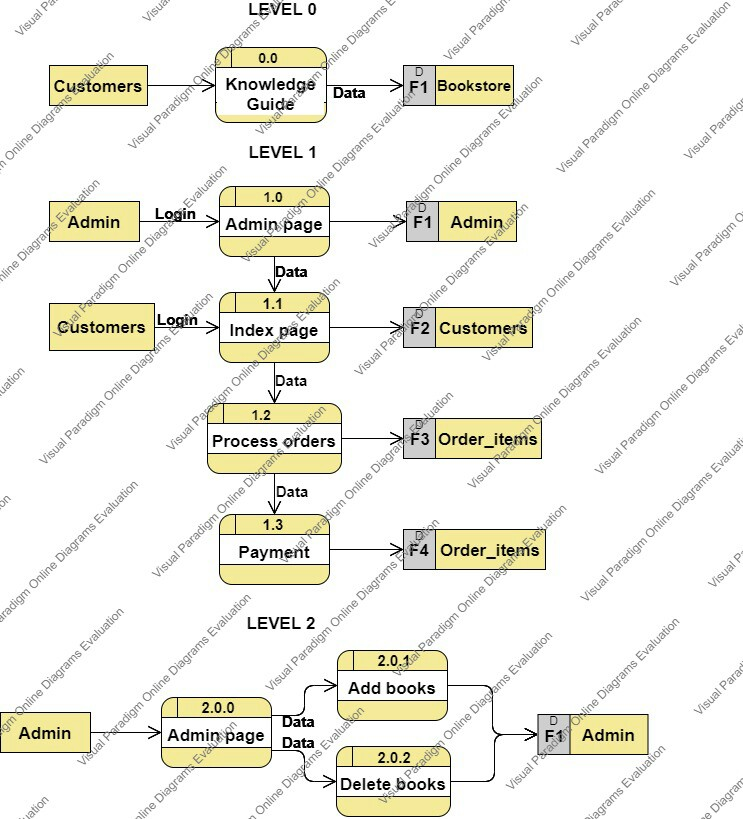 LEVEL 0
0.0
Customers
Knowledge
Guide
Data
D
F1
Bookstore
LEVEL 1
1.0
Admin
Login
Admin page
D
F1
Admin
Data
1.1
Customers
Login
Index page
D
F2
Customers
Data
1.2
Process orders
D
F3
Order_items
Data
1.3
Payment
D
F4
Order_items
LEVEL 2
2.0.1
Add books
2.0.0
Admin
Admin page
Data
Data
D
F1
Admin
2.0.2
Delete books
Visual Paradigm Online Diagrams Evaluation